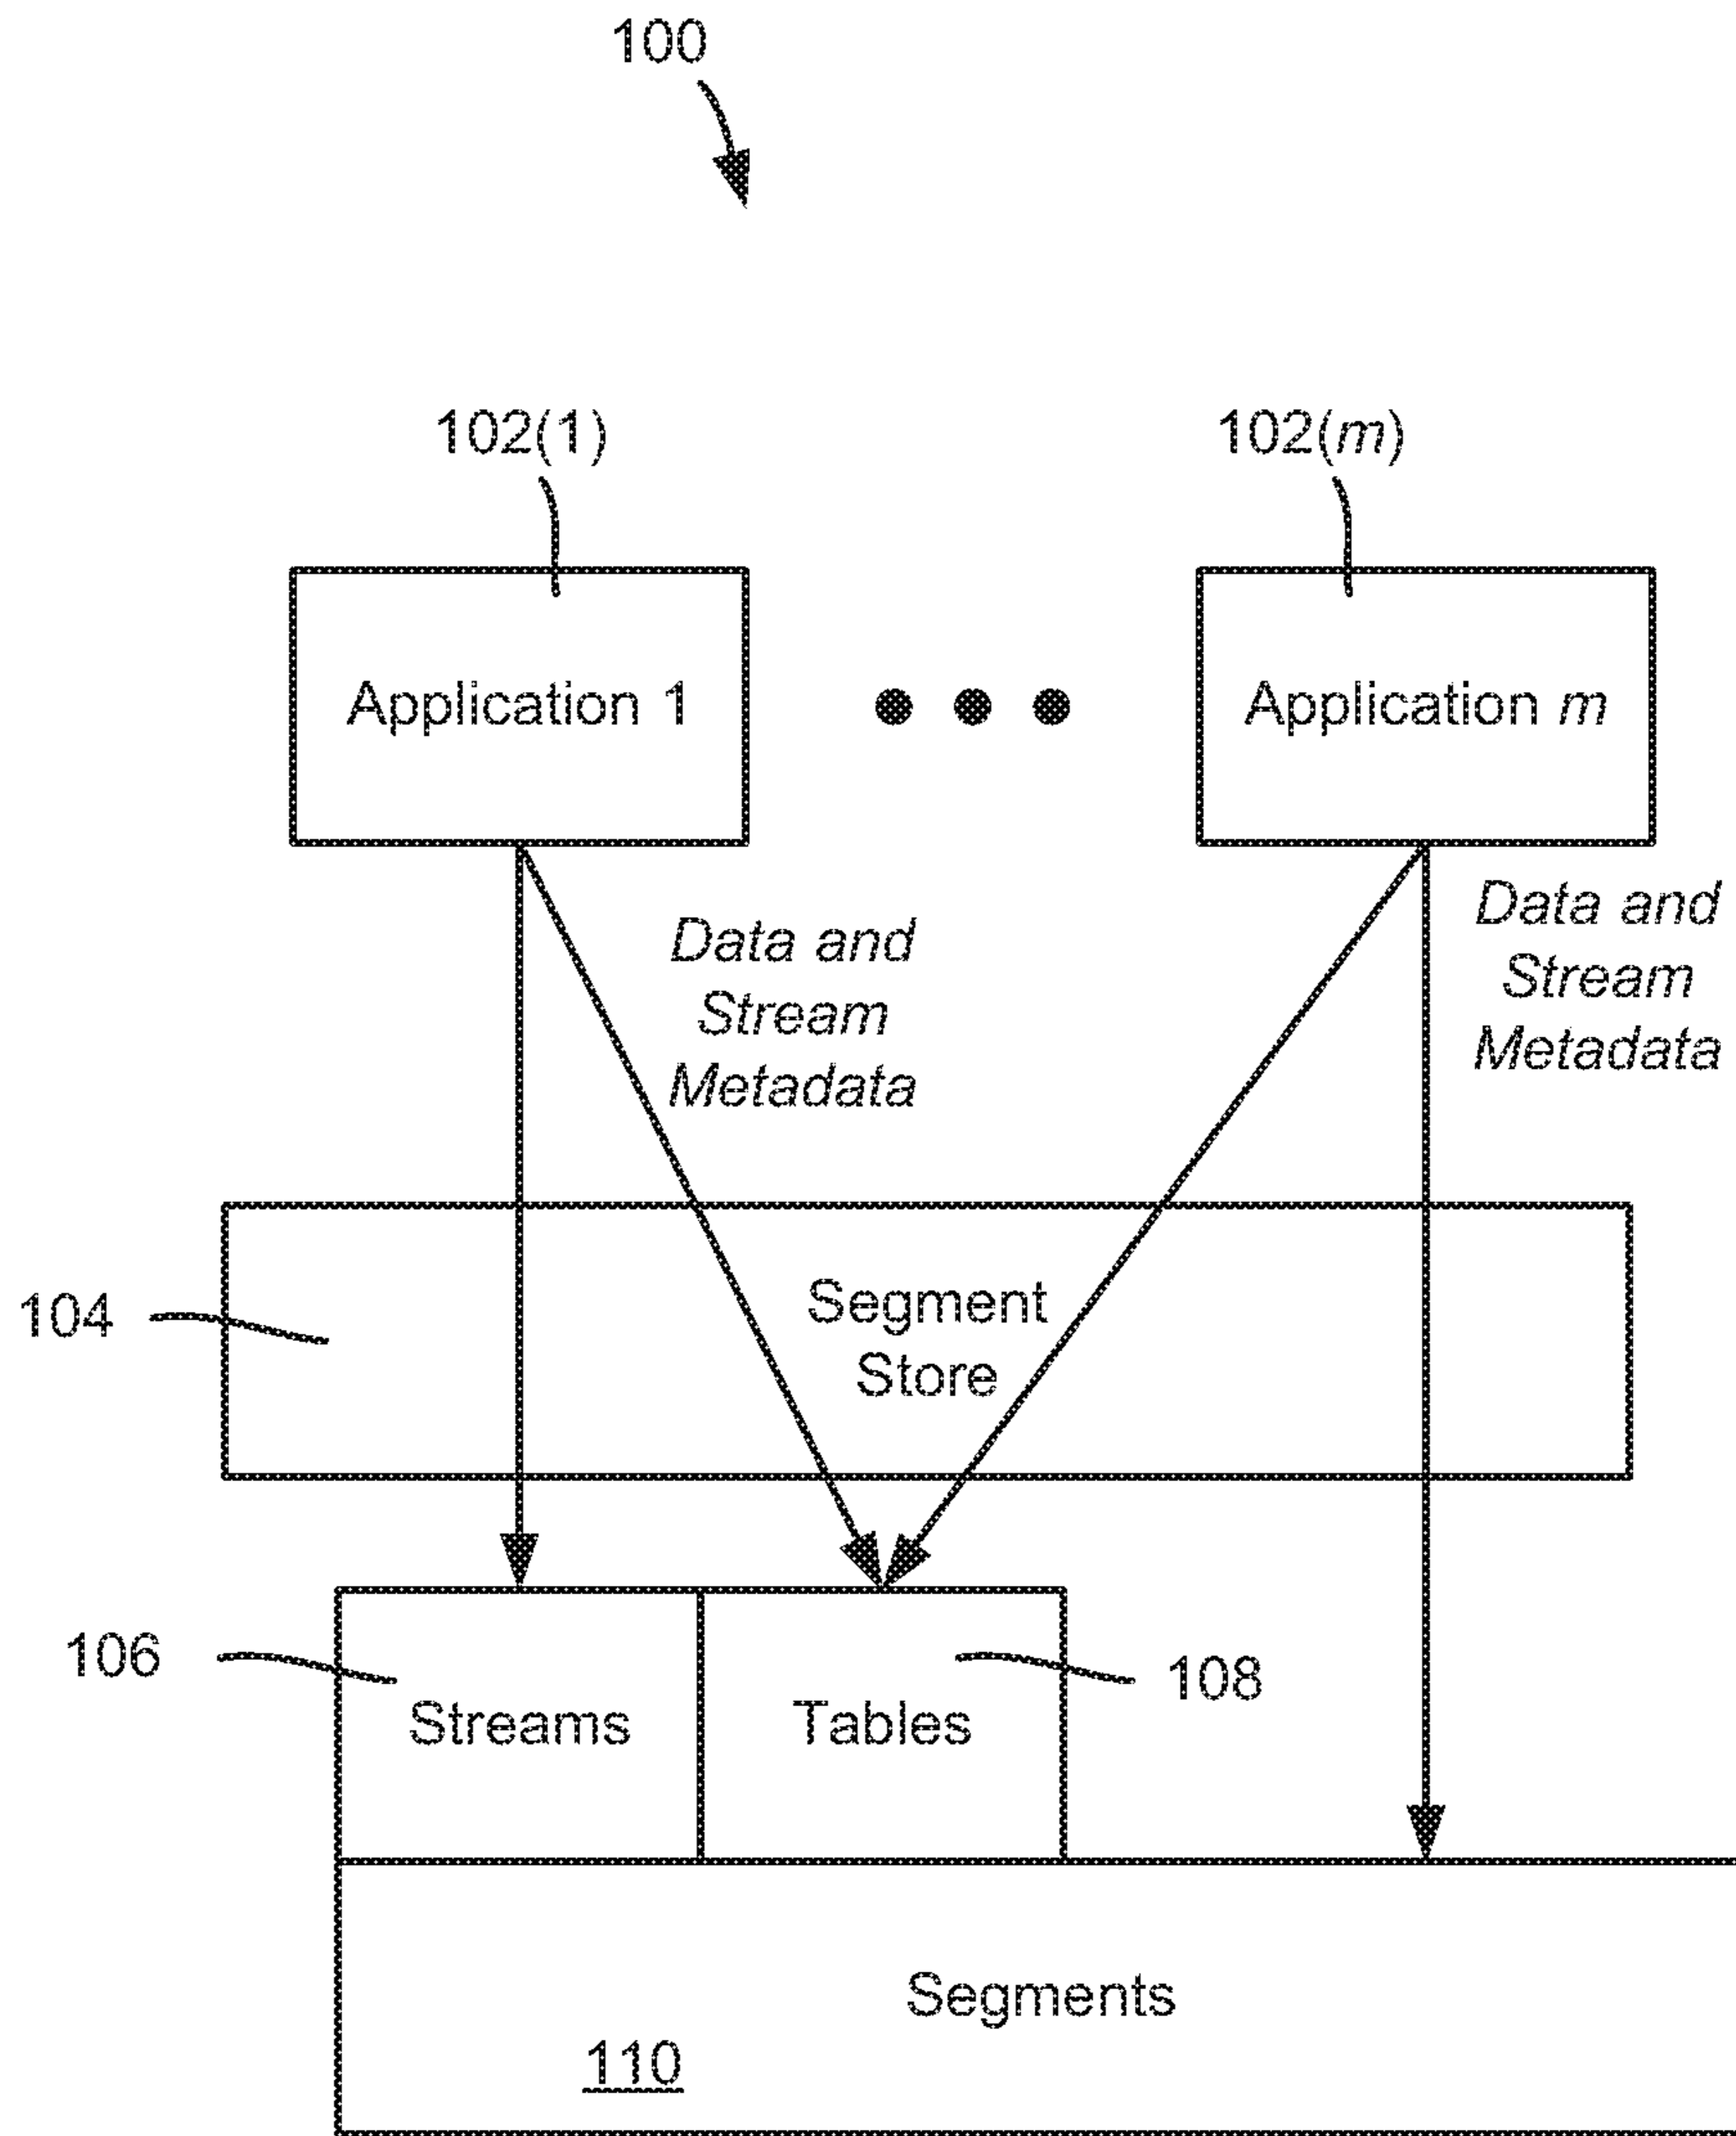 100
102(1)
102(m)
Application 1
Application m
Data and
Stream
Metadata
Data and
Stream
Metadata
104
Segment
Store
106
108
Streams
Tables
Segments
110